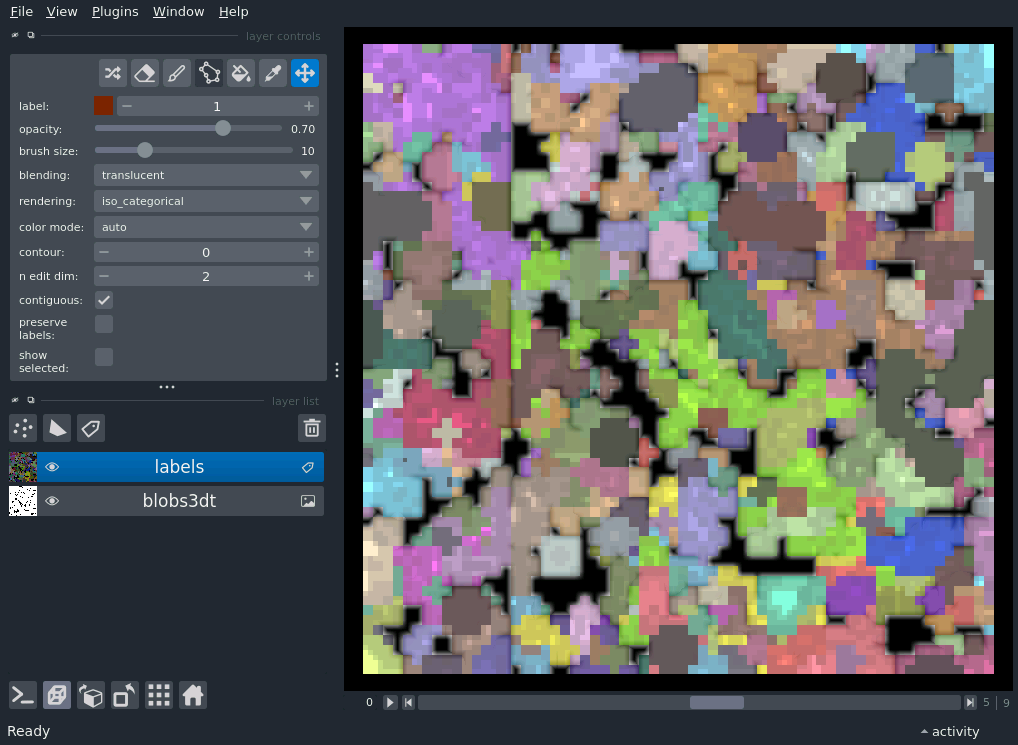 File View Plugins Window Help
layer controls
label: 1
opacity: 0.70
brush size: 10
blending: translucent
rendering: iso_categorical
color mode: auto
contour: 0
n edit dim: 2
contiguous:
preserve
labels:
show
selected:
layer list
labels
blobs3dt
0 5 9
Ready activity